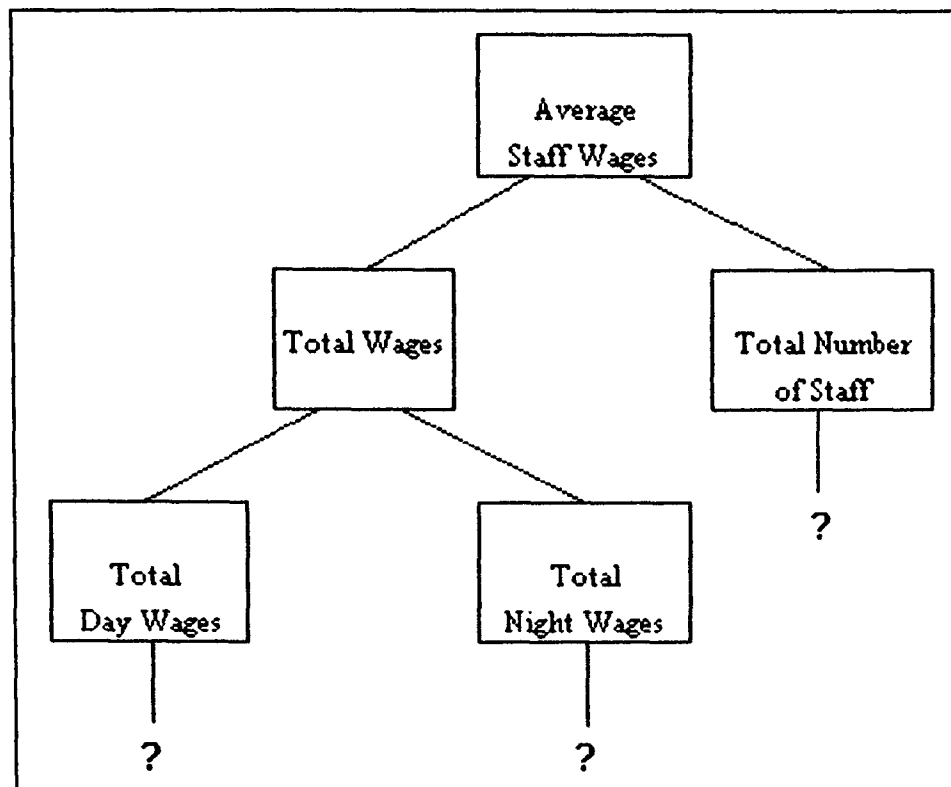 Average
Staff Wages
Total Wages
Total Number
of Staff
?
Total
Day Wages
Total
Night Wages
?
?